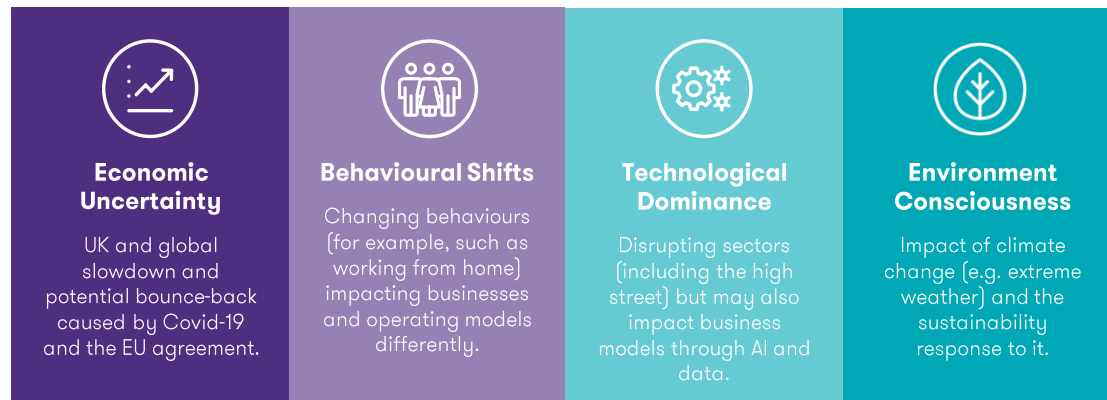 Economic
Uncertainty
UK and global
slowdown and
potential bounce-back
caused by Covid-19
and the EU agreement.
Behavioural Shifts
Changing behaviours
(for example, such as
working from home)
impacting businesses
and operating models
differently.
Technological
Dominance
Disrupting sectors
(including the high
street) but may also
impact business
models through AI and
data.
Environment
Consciousness
Impact of climate
change (e.g. extreme
weather) and the
sustainability
response to it.